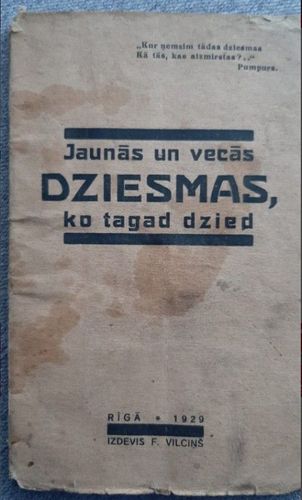 „Kur ņemsim tādas dziesmas
Kā tās, kas aizmirstas?..“
Pumpurs.
Jaunās un vecās
DZIESMAS,
ko tagad dzied
RĪGĀ * 1929
IZDEVIS F. VILCIŅŠ